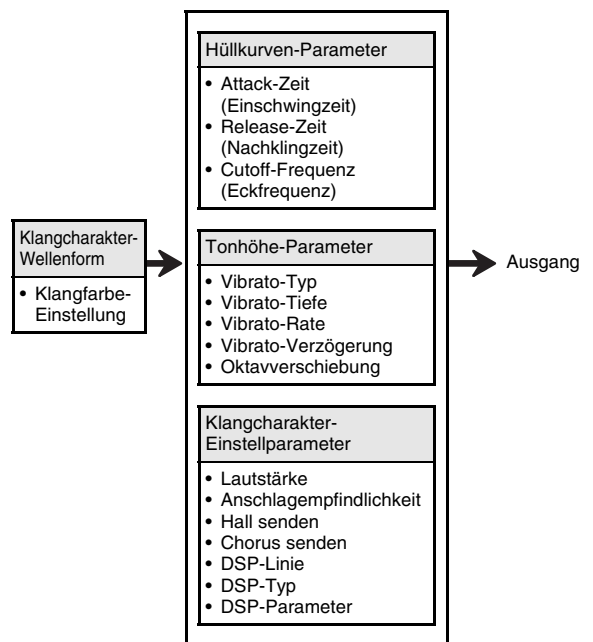 Hüllkurven-Parameter
• Attack-Zeit
(Einschwingzeit)
• Release-Zeit
(Nachklingzeit)
• Cutoff-Frequenz
(Eckfrequenz)
Klangcharakter-
Wellenform
• Klangfarbe-
Einstellung
Tonhöhe-Parameter
• Vibrato-Typ
• Vibrato-Tiefe
• Vibrato-Rate
• Vibrato-Verzögerung
• Oktavverschiebung
Ausgang
Klangcharakter-
Einstellparameter
• Lautstärke
• Anschlagempfindlichkeit
• Hall senden
• Chorus senden
• DSP-Linie
• DSP-Typ
• DSP-Parameter